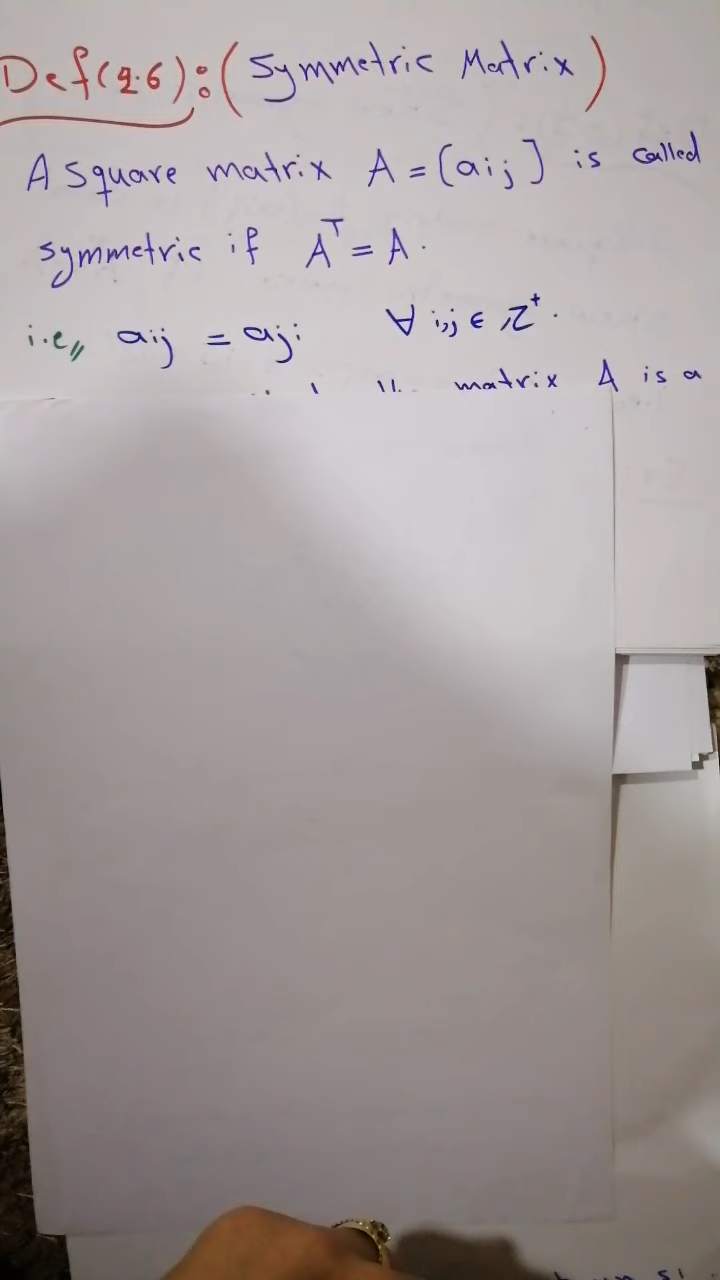 Def(2.6):(Symmetric Matrix)
A square matrix A = [aij] is called
symmetric if Aᵀ = A.
i.e,, aij = aji ∀ i,j ∈ Z⁺.
matrix A is a